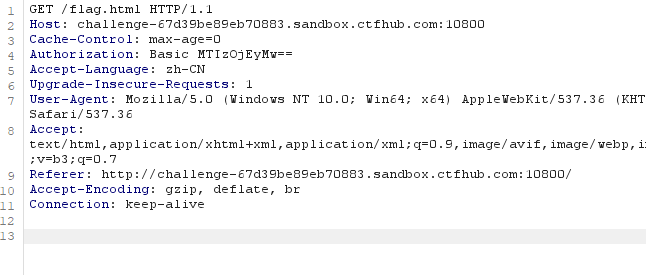 1 GET /flag.html HTTP/1.1
2 Host: challenge-67d39be89eb70883.sandbox.ctfhub.com:10800
3 Cache-Control: max-age=0
4 Authorization: Basic MTIzOjEyMw==
5 Accept-Language: zh-CN
6 Upgrade-Insecure-Requests: 1
7 User-Agent: Mozilla/5.0 (Windows NT 10.0; Win64; x64) AppleWebKit/537.36 (KHT
Safari/537.36
8 Accept:
text/html,application/xhtml+xml,application/xml;q=0.9,image/avif,image/webp,i
;v=b3;q=0.7
9 Referer: http://challenge-67d39be89eb70883.sandbox.ctfhub.com:10800/
10 Accept-Encoding: gzip, deflate, br
11 Connection: keep-alive
12
13